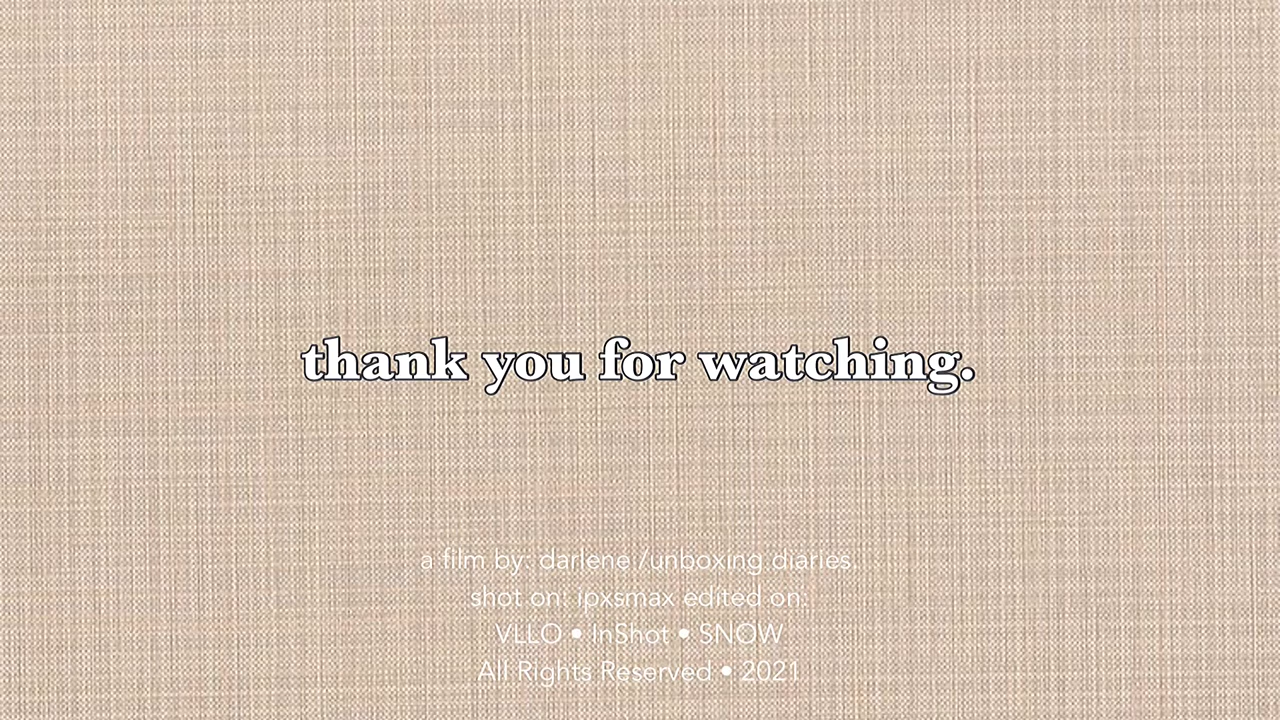 thank you for watching.
a film by: darlene /unboxing diaries.
shot on: ipxsmax edited on:
VLLO • InShot • SNOW
All Rights Reserved • 2021